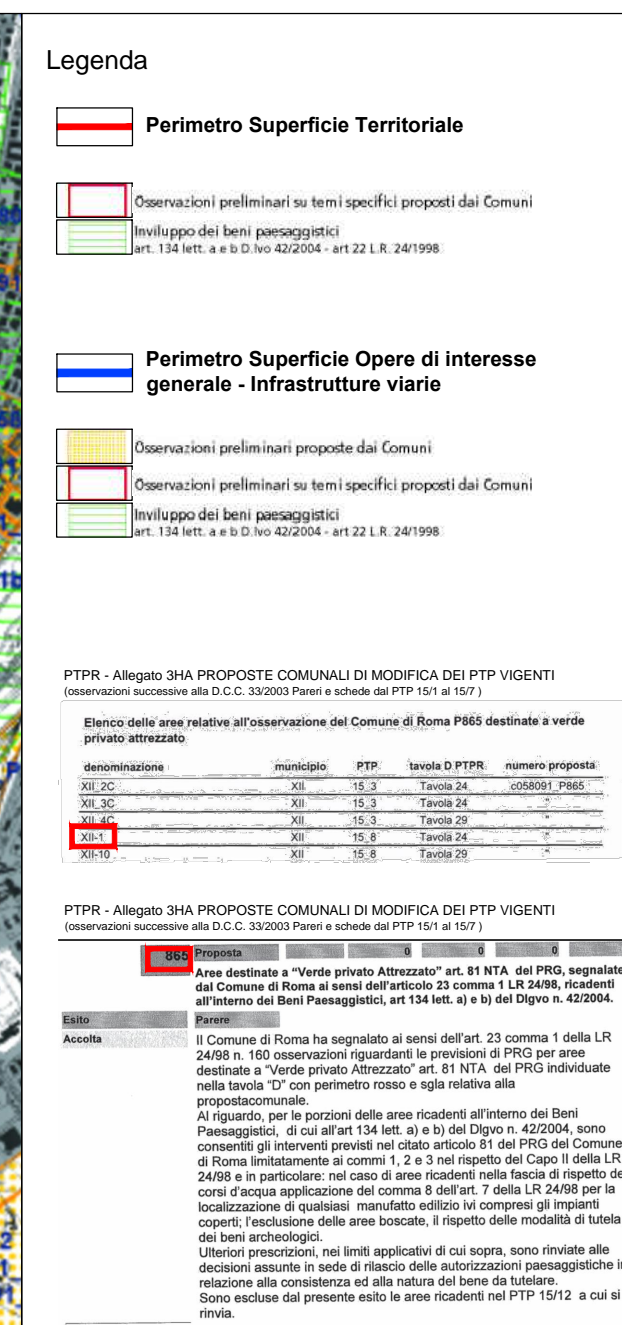 Legenda
Perimetro Superficie Territoriale
Osservazioni preliminari su temi specifici proposti dai Comuni
Inviluppo dei beni paesaggistici
art. 134 lett. a e b D.lvo 42/2004 - art 22 L.R. 24/1998
Perimetro Superficie Opere di interesse
generale - Infrastrutture viarie
Osservazioni preliminari proposte dai Comuni
Osservazioni preliminari su temi specifici proposti dai Comuni
Inviluppo dei beni paesaggistici
art. 134 lett. a e b D.lvo 42/2004 - art 22 L.R. 24/1998
PTPR - Allegato 3HA PROPOSTE COMUNALI DI MODIFICA DEI PTP VIGENTI
(osservazioni successive alla D.C.C. 33/2003 Pareri e schede dal PTP 15/1 al 15/7 )
Elenco delle aree relative all'osservazione del Comune di Roma P865 destinate a verde
privato attrezzato
denominazione municipio PTP tavola D PTPR numero proposta
XII_2C XII 15_3 Tavola 24 c058091_P865
XII_3C XII 15_3 Tavola 24 "
XII_4C XII 15_3 Tavola 29 "
XII-1 XII 15_8 Tavola 24 "
XII-10 XII 15_8 Tavola 29 "
PTPR - Allegato 3HA PROPOSTE COMUNALI DI MODIFICA DEI PTP VIGENTI
(osservazioni successive alla D.C.C. 33/2003 Pareri e schede dal PTP 15/1 al 15/7 )
865 Proposta 0 0 0
Aree destinate a "Verde privato Attrezzato" art. 81 NTA del PRG, segnalate
dal Comune di Roma ai sensi dell'articolo 23 comma 1 LR 24/98, ricadenti
all'interno dei Beni Paesaggistici, art 134 lett. a) e b) del Dlgvo n. 42/2004.
Esito Parere
Accolta Il Comune di Roma ha segnalato ai sensi dell'art. 23 comma 1 della LR
24/98 n. 160 osservazioni riguardanti le previsioni di PRG per aree
destinate a "Verde privato Attrezzato" art. 81 NTA del PRG individuate
nella tavola "D" con perimetro rosso e sgla relativa alla
propostacomunale.
Al riguardo, per le porzioni delle aree ricadenti all'interno dei Beni
Paesaggistici, di cui all'art 134 lett. a) e b) del Dlgvo n. 42/2004, sono
consentiti gli interventi previsti nel citato articolo 81 del PRG del Comune
di Roma limitatamente ai commi 1, 2 e 3 nel rispetto del Capo II della LR
24/98 e in particolare: nel caso di aree ricadenti nella fascia di rispetto de
corsi d'acqua applicazione del comma 8 dell'art. 7 della LR 24/98 per la
localizzazione di qualsiasi manufatto edilizio ivi compresi gli impianti
coperti; l'esclusione delle aree boscate, il rispetto delle modalità di tutela
dei beni archeologici.
Ulteriori prescrizioni, nei limiti applicativi di cui sopra, sono rinviate alle
decisioni assunte in sede di rilascio delle autorizzazioni paesaggistiche in
relazione alla consistenza ed alla natura del bene da tutelare.
Sono escluse dal presente esito le aree ricadenti nel PTP 15/12 a cui si
rinvia.